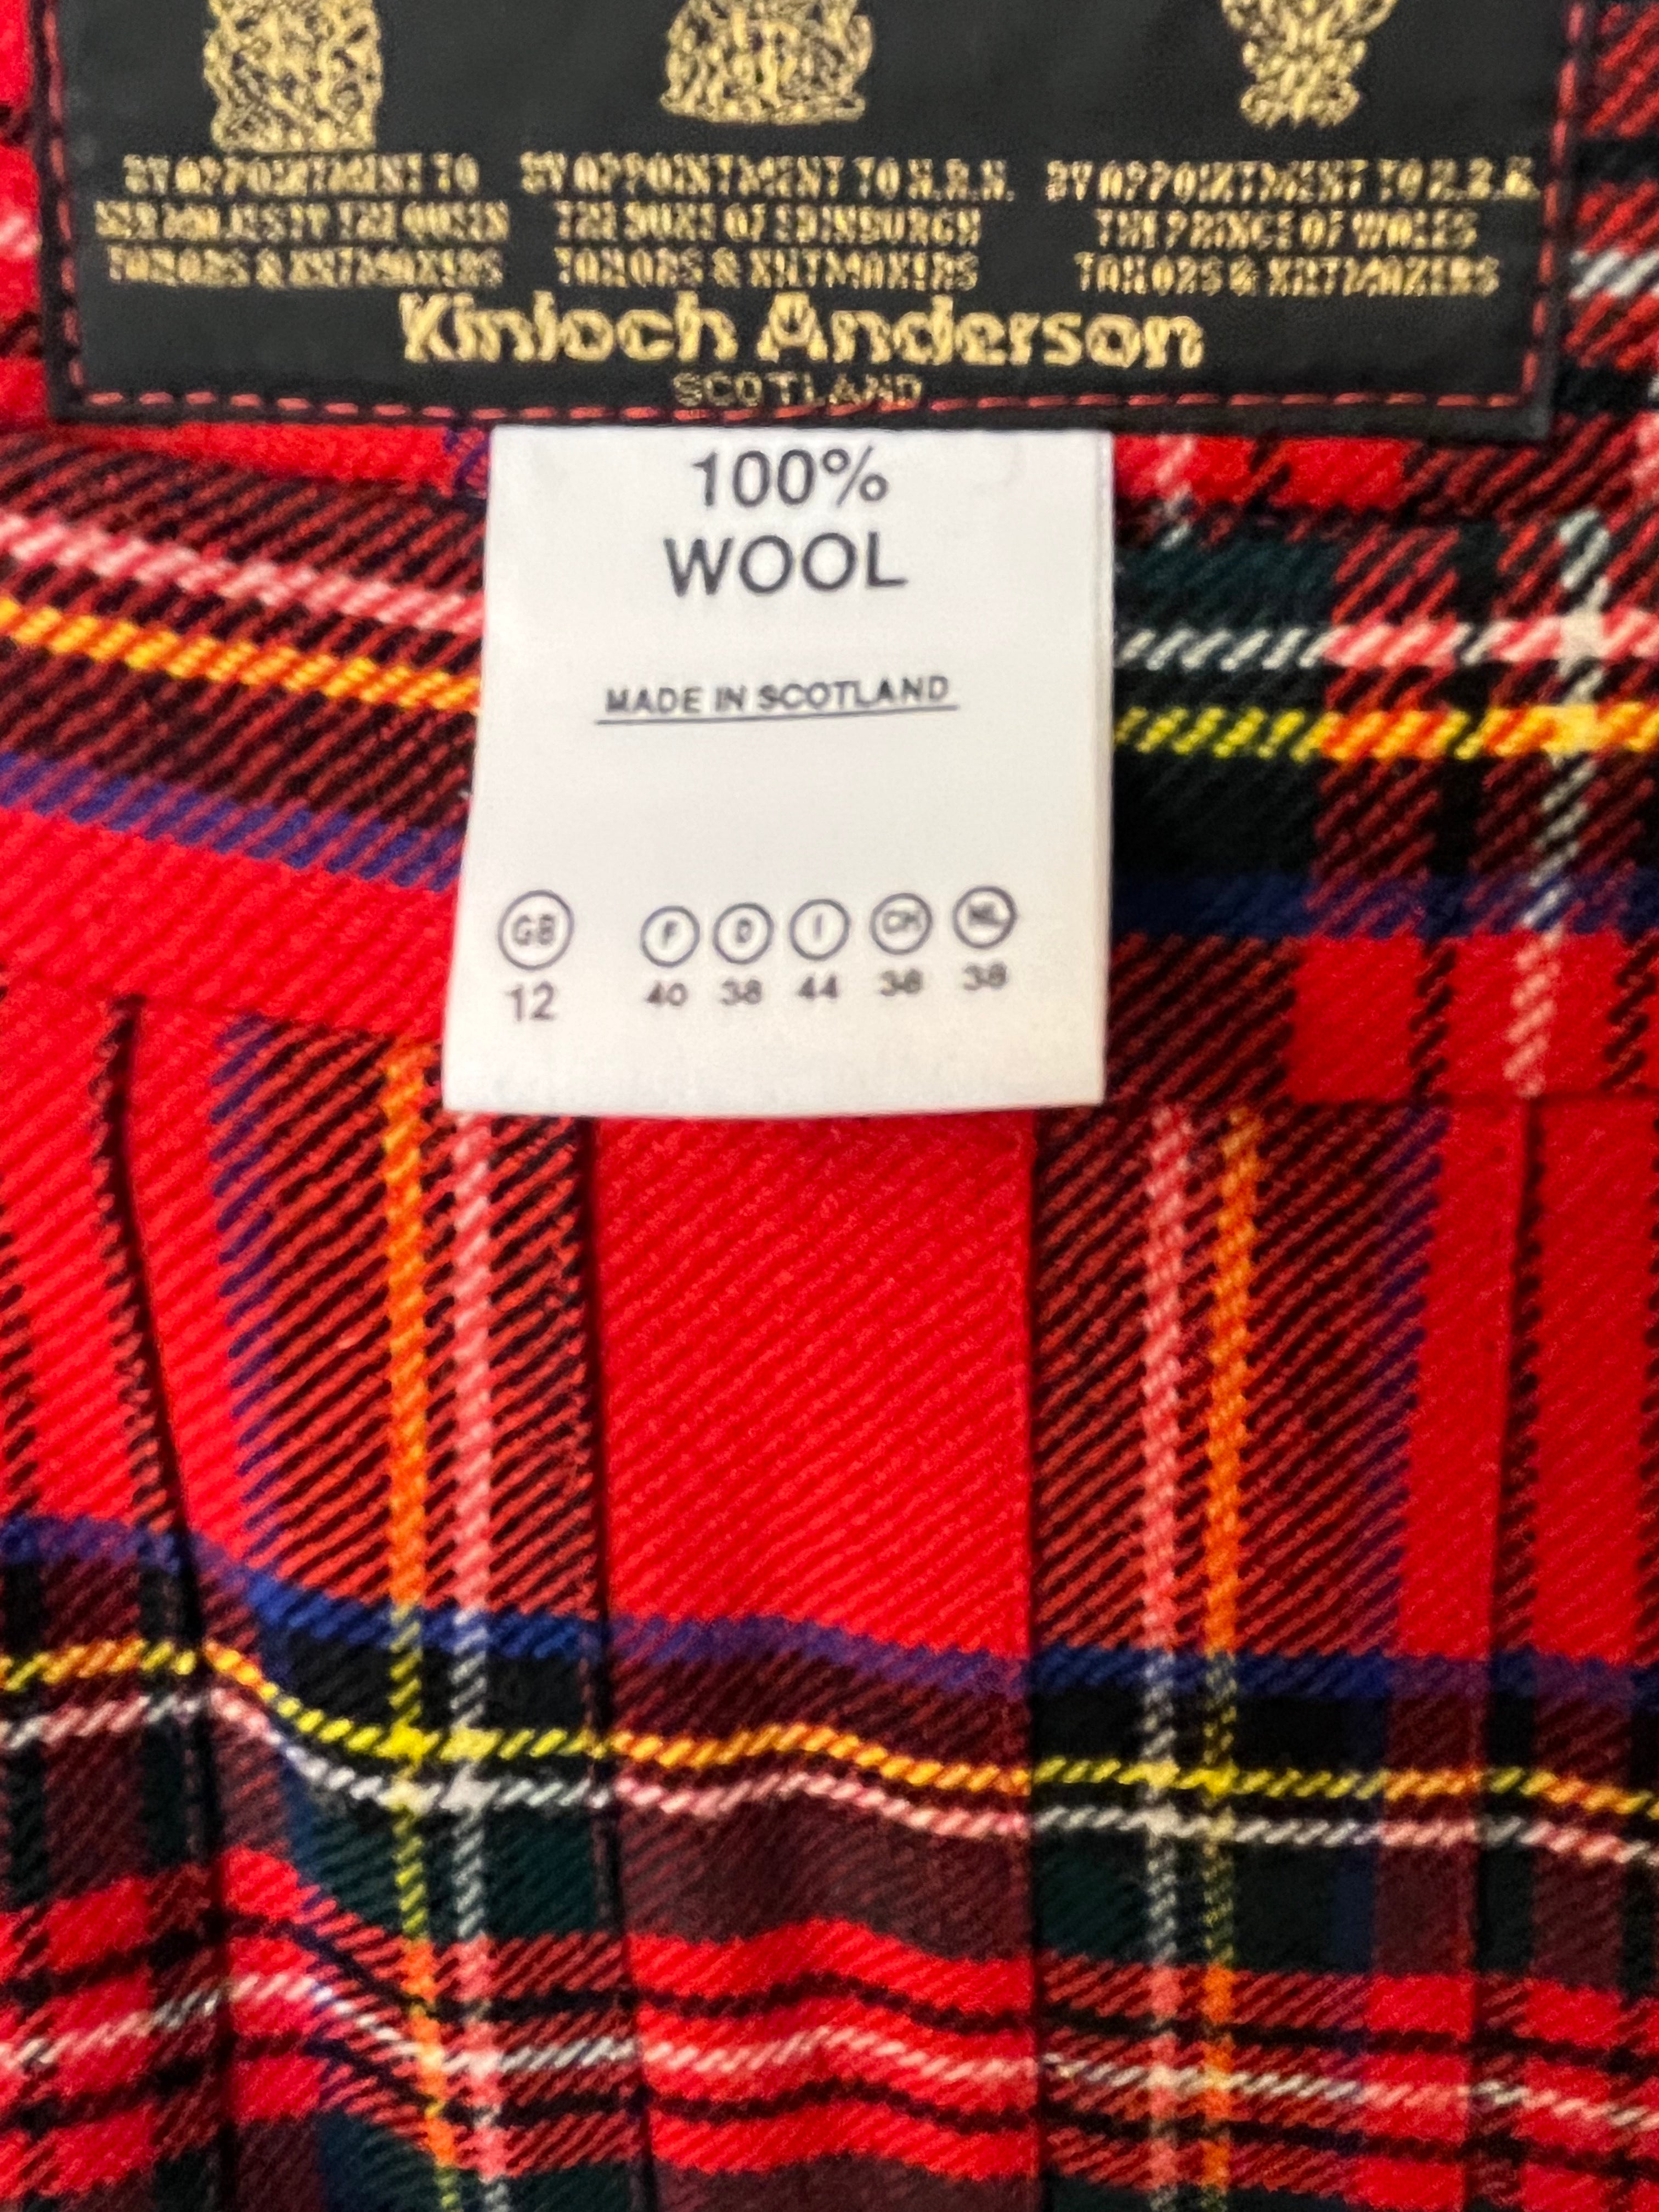 BY APPOINTMENT TO
HER MAJESTY THE QUEEN
TAILORS & KILTMAKERS
BY APPOINTMENT TO H.R.H.
THE DUKE OF EDINBURGH
TAILORS & KILTMAKERS
BY APPOINTMENT TO H.R.H.
THE PRINCE OF WALES
TAILORS & KILTMAKERS
Kinloch Anderson
SCOTLAND
100%
WOOL
MADE IN SCOTLAND
GB F D I CH NL
12 40 38 44 38 38